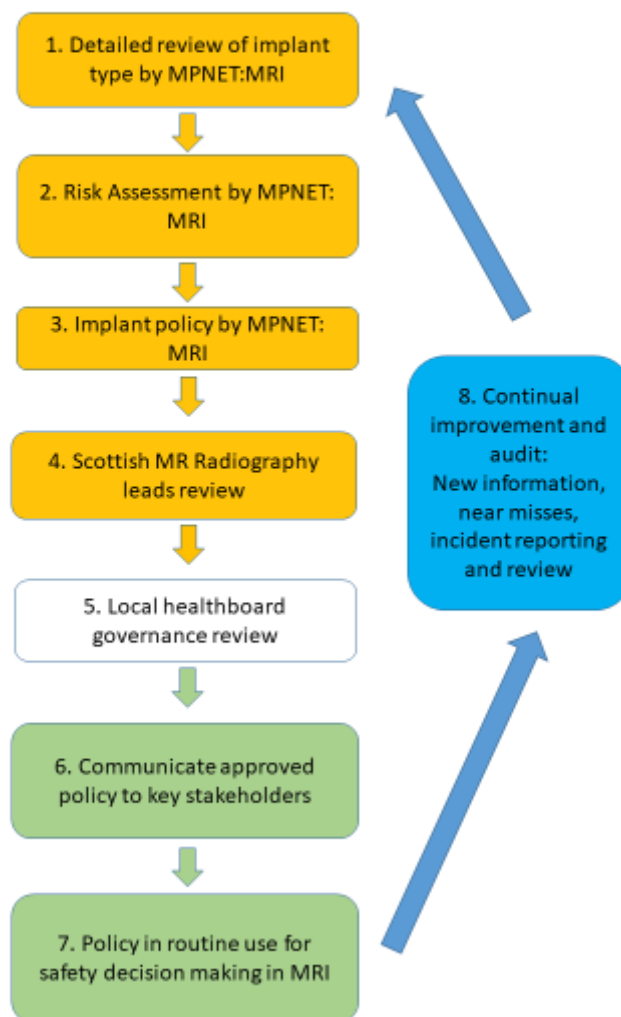 1. Detailed review of implant
type by MPNET:MRI
2. Risk Assessment by MPNET:
MRI
3. Implant policy by MPNET:
MRI
4. Scottish MR Radiography
leads review
5. Local healthboard
governance review
6. Communicate approved
policy to key stakeholders
7. Policy in routine use for
safety decision making in MRI
8. Continual
improvement and
audit:
New information,
near misses,
incident reporting
and review